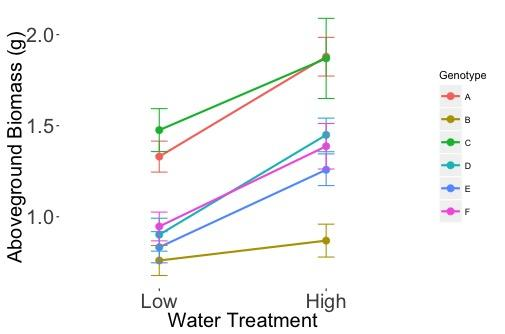 Aboveground Biomass (g)
2.0
1.5
1.0
Low
High
Water Treatment
Genotype
A
B
C
D
E
F